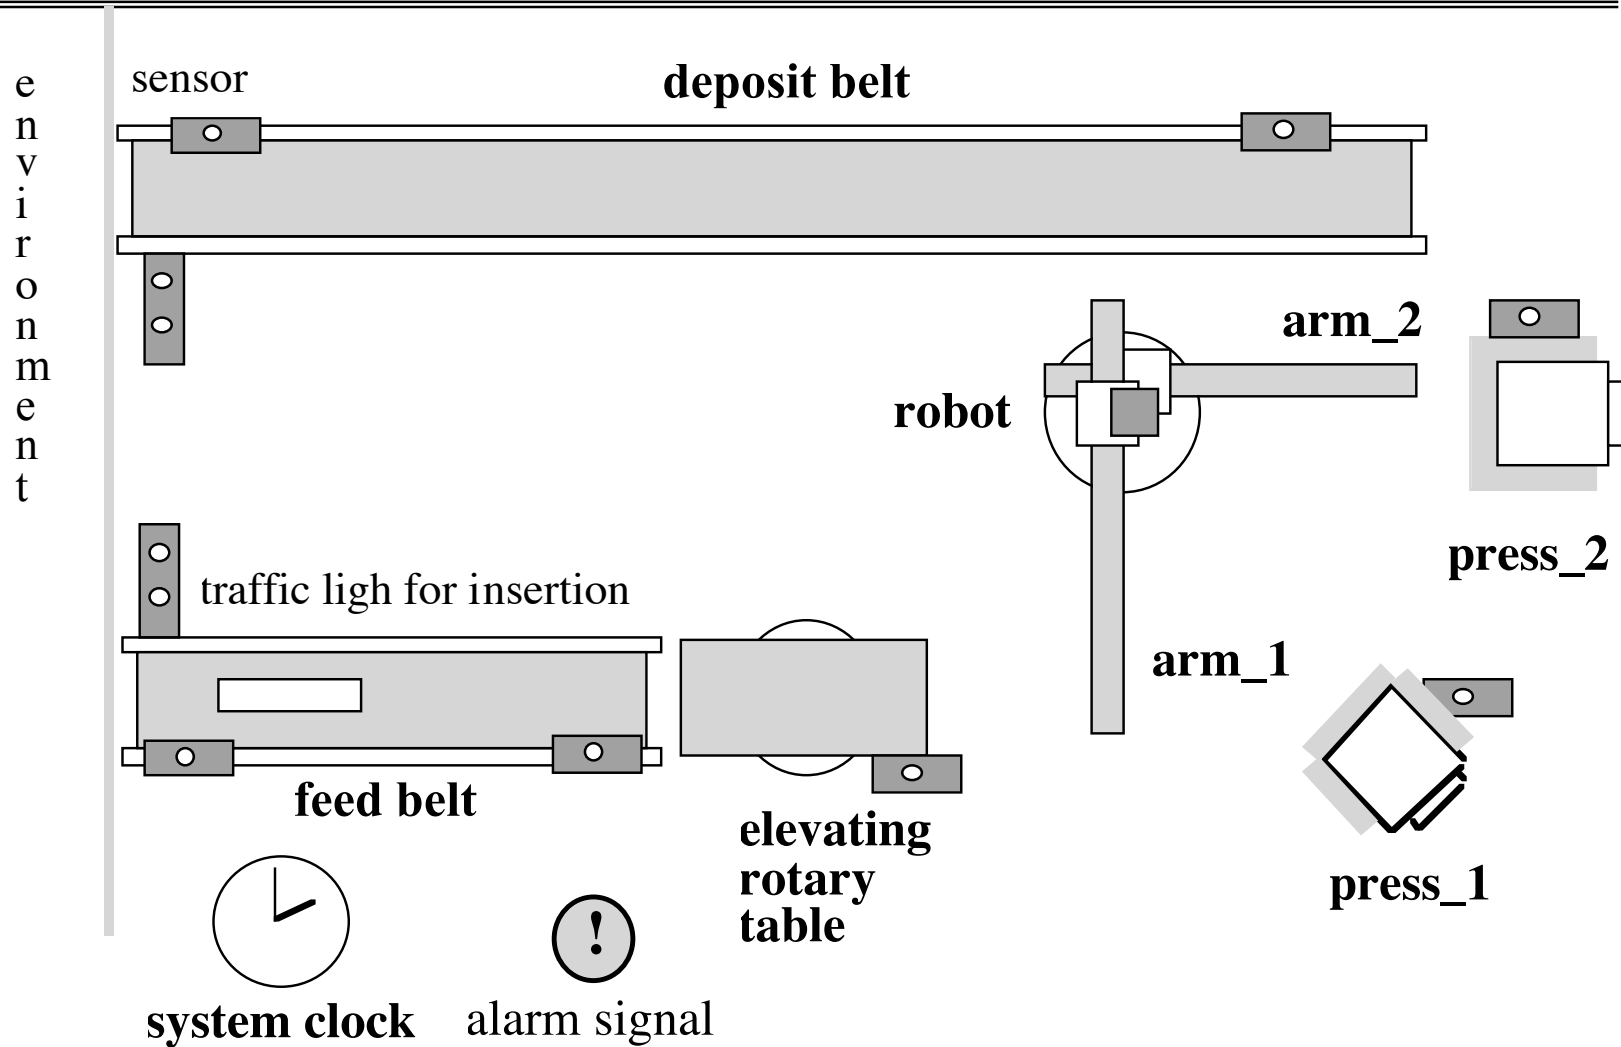 environment
sensor
deposit belt
arm_2
robot
press_2
traffic ligh for insertion
arm_1
feed belt
elevating
rotary
table
press_1
!
system clock
alarm signal